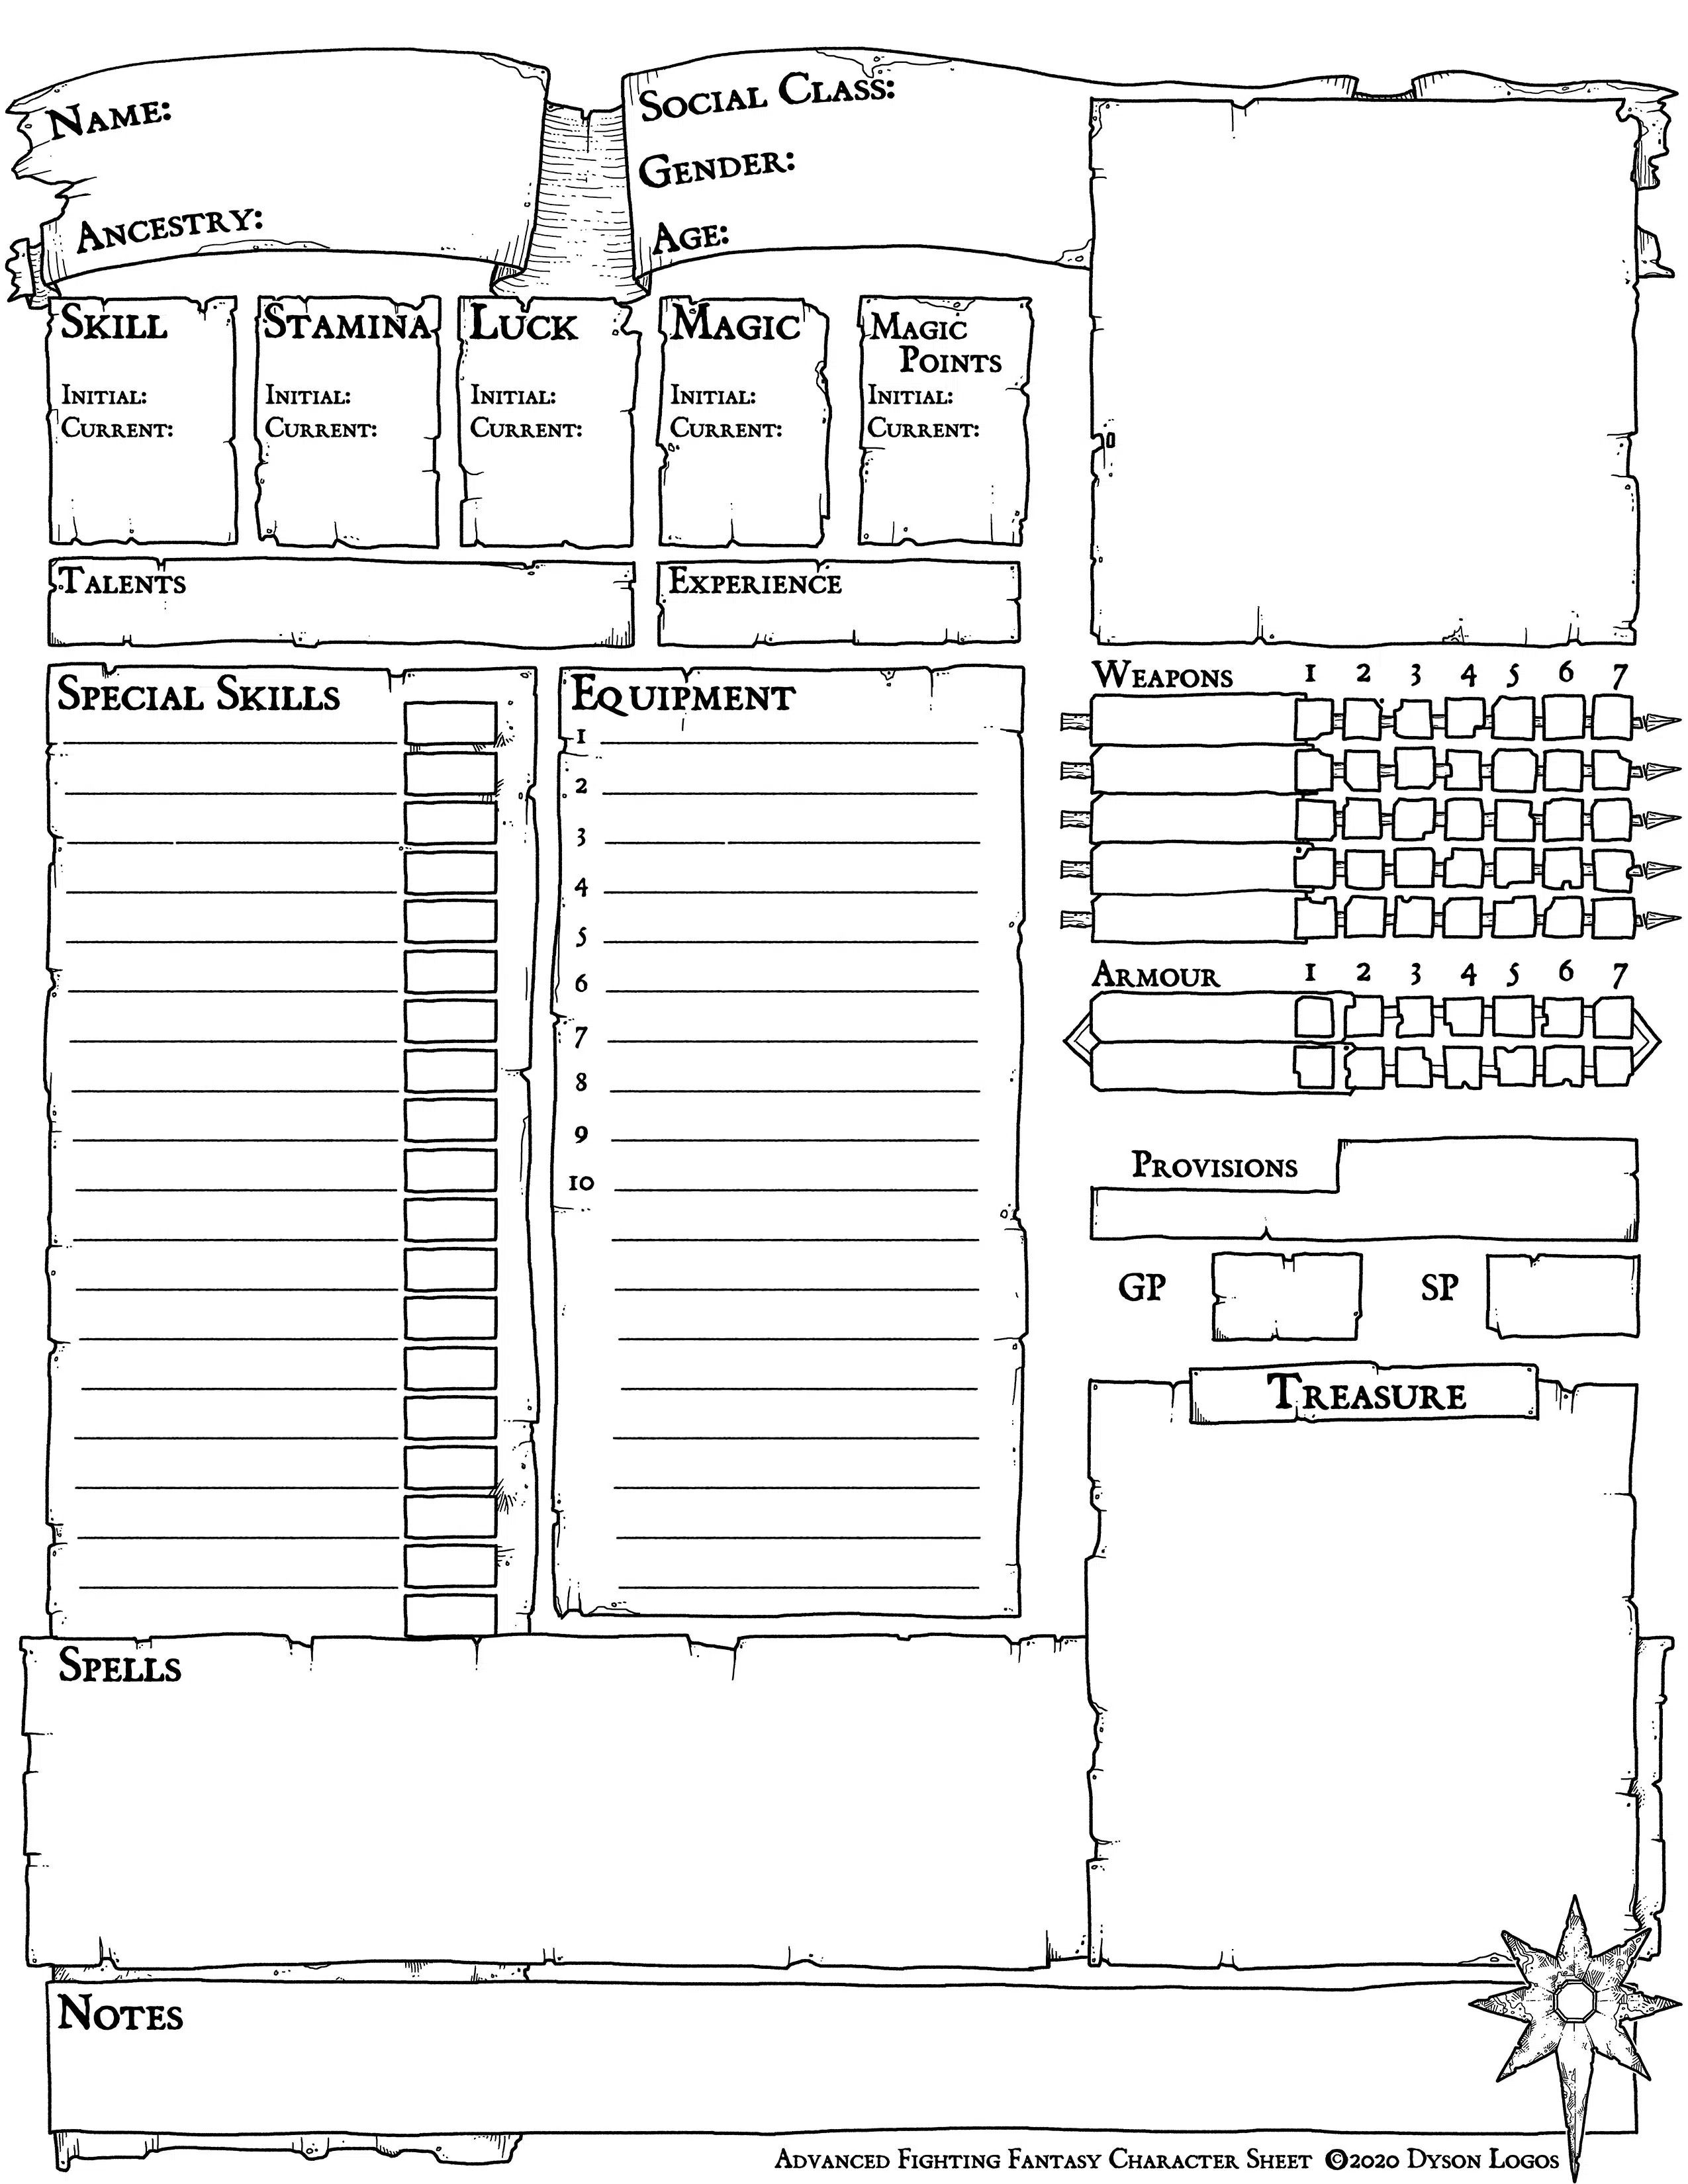 Name:
Ancestry:
Social Class:
Gender:
Age:
Skill
Initial:
Current:
Stamina
Initial:
Current:
Luck
Initial:
Current:
Magic
Initial:
Current:
Magic
Points
Initial:
Current:
Talents
Experience
Special Skills
Equipment
1
2
3
4
5
6
7
8
9
10
Weapons 1 2 3 4 5 6 7
Armour 1 2 3 4 5 6 7
Provisions
GP SP
Treasure
Spells
Notes
Advanced Fighting Fantasy Character Sheet ©2020 Dyson Logos